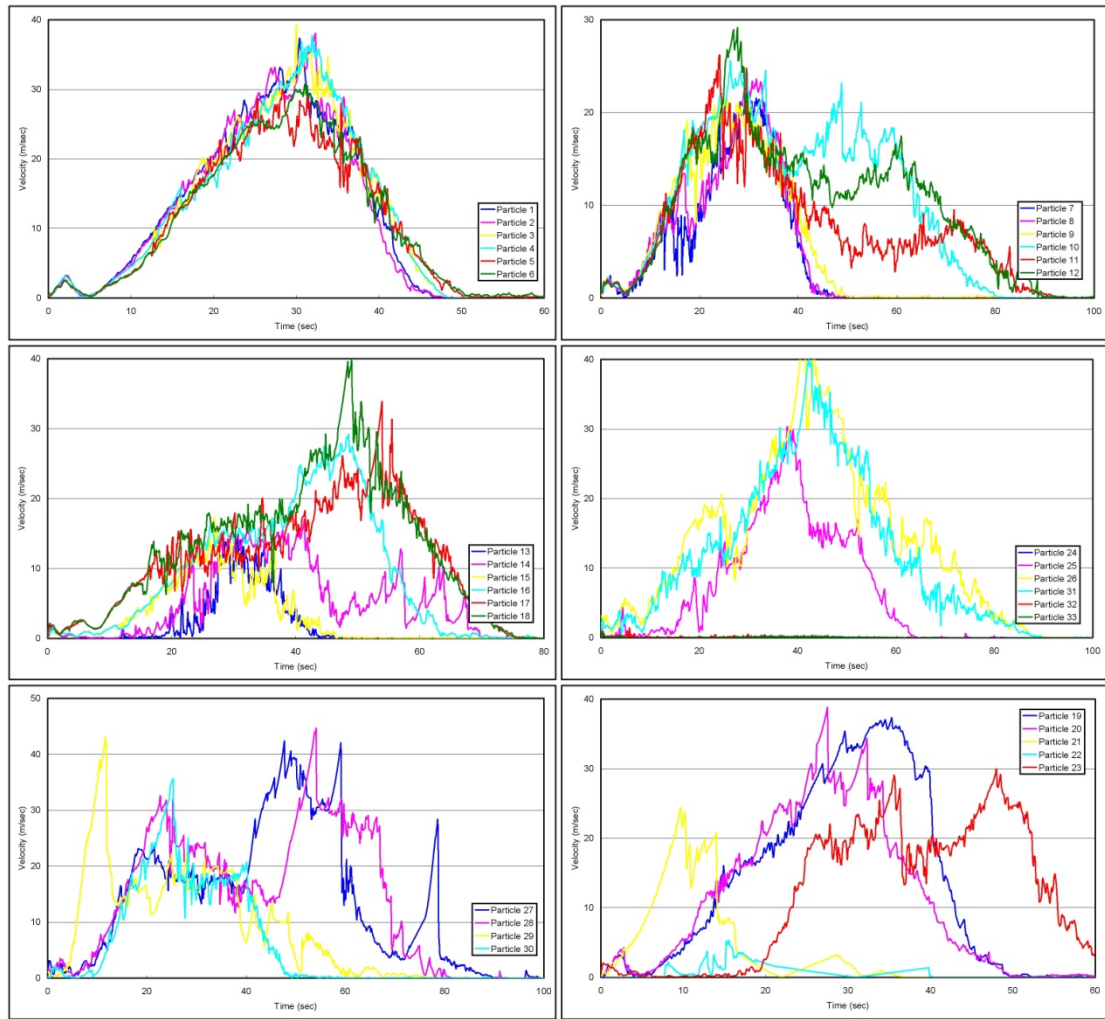 40
30
20
10
0
Velocity (m/sec)
0 10 20 30 40 50 60
Time (sec)
Particle 1
Particle 2
Particle 3
Particle 4
Particle 5
Particle 6
30
20
10
0
Velocity (m/sec)
0 20 40 60 80 100
Time (sec)
Particle 7
Particle 8
Particle 9
Particle 10
Particle 11
Particle 12
40
30
20
10
0
Velocity (m/sec)
0 20 40 60 80
Time (sec)
Particle 13
Particle 14
Particle 15
Particle 16
Particle 17
Particle 18
40
30
20
10
0
Velocity (m/sec)
0 20 40 60 80 100
Time (sec)
Particle 24
Particle 25
Particle 26
Particle 31
Particle 32
Particle 33
50
40
30
20
10
0
Velocity (m/sec)
0 20 40 60 80 100
Time (sec)
Particle 27
Particle 28
Particle 29
Particle 30
40
30
20
10
0
Velocity (m/sec)
0 10 20 30 40 50 60
Time (sec)
Particle 19
Particle 20
Particle 21
Particle 22
Particle 23